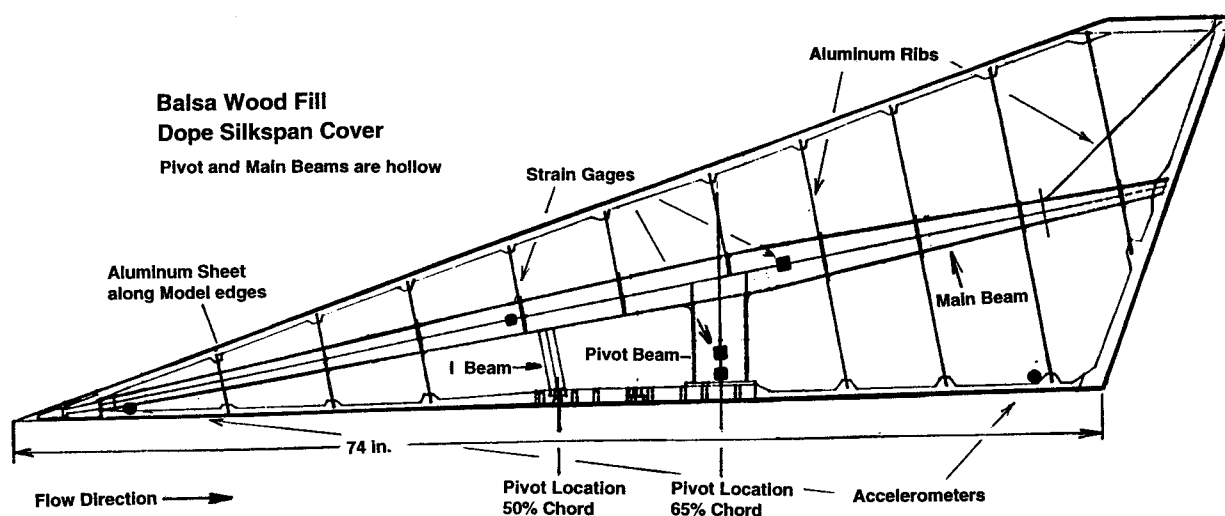 Balsa Wood Fill
Dope Silkspan Cover
Pivot and Main Beams are hollow
Aluminum Ribs
Strain Gages
Aluminum Sheet
along Model edges
Main Beam
I Beam
Pivot Beam
74 in.
Flow Direction
Pivot Location
50% Chord
Pivot Location
65% Chord
Accelerometers